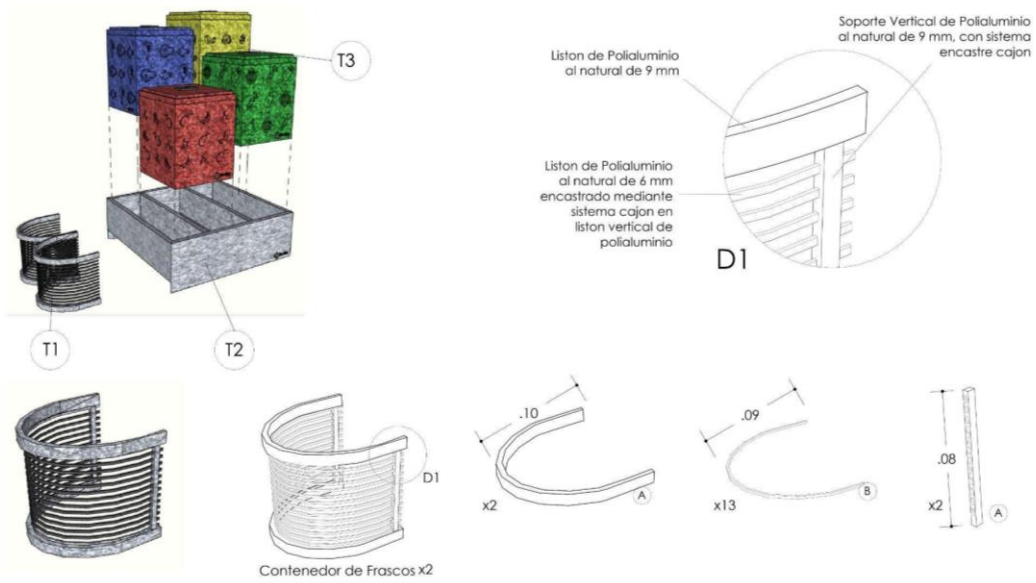 T3
T1
T2
Liston de Polialuminio
al natural de 9 mm
Soporte Vertical de Polialuminio
al natural de 9 mm, con sistema
encastre cajon
Liston de Polialuminio
al natural de 6 mm
encastrado mediante
sistema cajon en
liston vertical de
polialuminio
D1
D1
Contenedor de Frascos x2
.10
x2
A
.09
x13
B
.08
x2
A